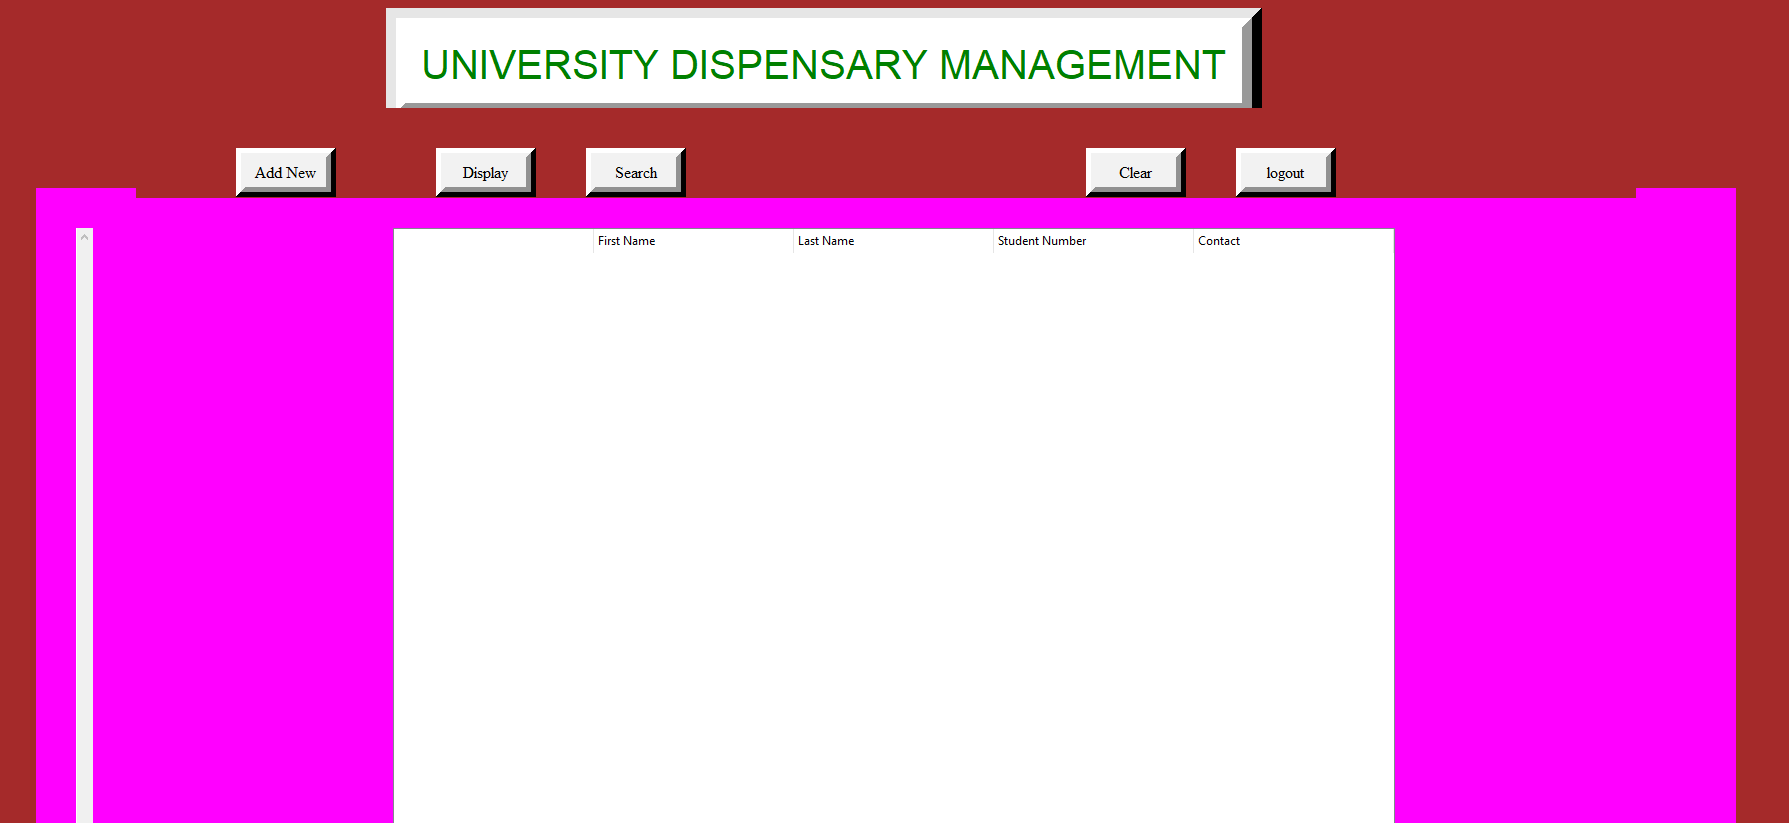 UNIVERSITY DISPENSARY MANAGEMENT
Add New Display Search Clear logout
First Name Last Name Student Number Contact